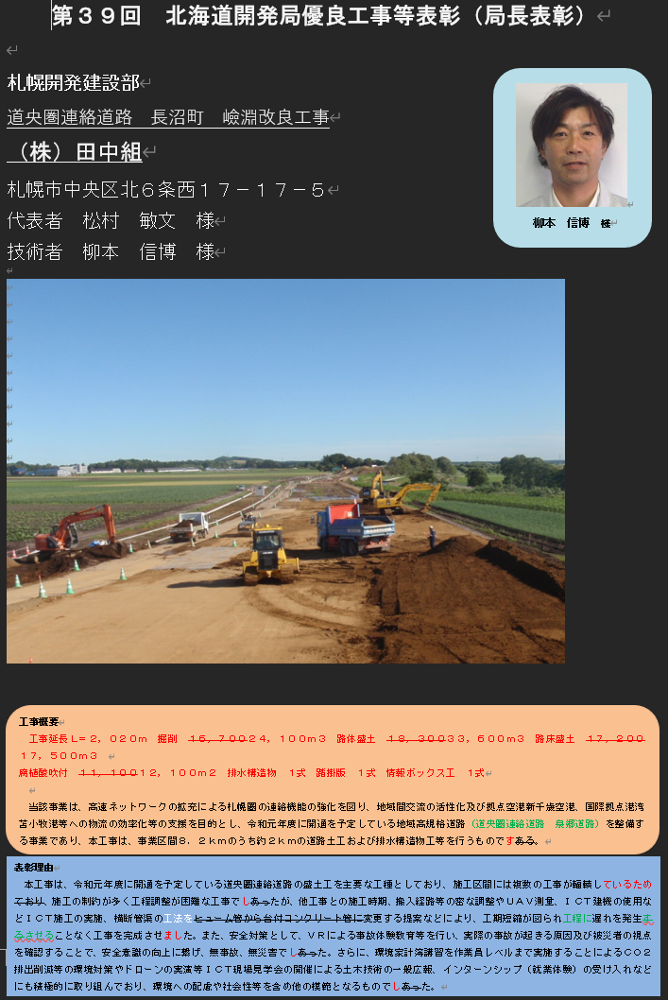 第３９回　北海道開発局優良工事等表彰（局長表彰）
札幌開発建設部
道央圏連絡道路　長沼町　嶮淵改良工事
（株）田中組
札幌市中央区北６条西１７－１７－５
代表者　松村　敏文　様
技術者　柳本　信博　様
柳本　信博　様
工事概要
工事延長Ｌ＝２，０２０ｍ　掘削　１６，７００２４，１００ｍ３　路体盛土　１８，３００３３，６００ｍ３　路床盛土　１７，２００
１７，５００ｍ３
腐植酸吹付　１１，１００１２，１００ｍ２　排水構造物　１式　踏掛版　１式　情報ボックス工　１式
当該事業は、高速ネットワークの拡充による札幌圏の連絡機能の強化を図り、地域間交流の活性化及び拠点空港新千歳空港、国際拠点港湾
苫小牧港等への物流の効率化等の支援を目的とし、令和元年度に開通を予定している地域高規格道路（道央圏連絡道路　泉郷道路）を整備す
る事業であり、本工事は、事業区間８．２ｋｍのうち約２ｋｍの道路土工および排水構造物工等を行うものですある。
表彰理由
本工事は、令和元年度に開通を予定している道央圏連絡道路の盛土工を主要な工種としており、施工区間には複数の工事が輻輳しているため
ており、施工の制約が多く工程調整が困難な工事でしあったが、他工事との施工時期、搬入経路等の密な調整やＵＡＶ測量、ＩＣＴ建機の使用な
どＩＣＴ施工の実施、横断管渠の工法をヒューム管から台付コンクリート管に変更する提案などにより、工期短縮が図られ工程に遅れを発生す
るさせることなく工事を完成させました。また、安全対策として、ＶＲによる事故体験教育等を行い、実際の事故が起きる原因及び被災者の視点
を確認することで、安全意識の向上に繋げ、無事故、無災害でしあった。さらに、環境家計簿講習を作業員レベルまで実施することによるＣＯ２
排出削減等の環境対策やドローンの実演等ＩＣＴ現場見学会の開催による土木技術の一般広報、インターンシップ（就業体験）の受け入れなど
にも積極的に取り組んでおり、環境への配慮や社会性等を含め他の模範となるものでしあった。